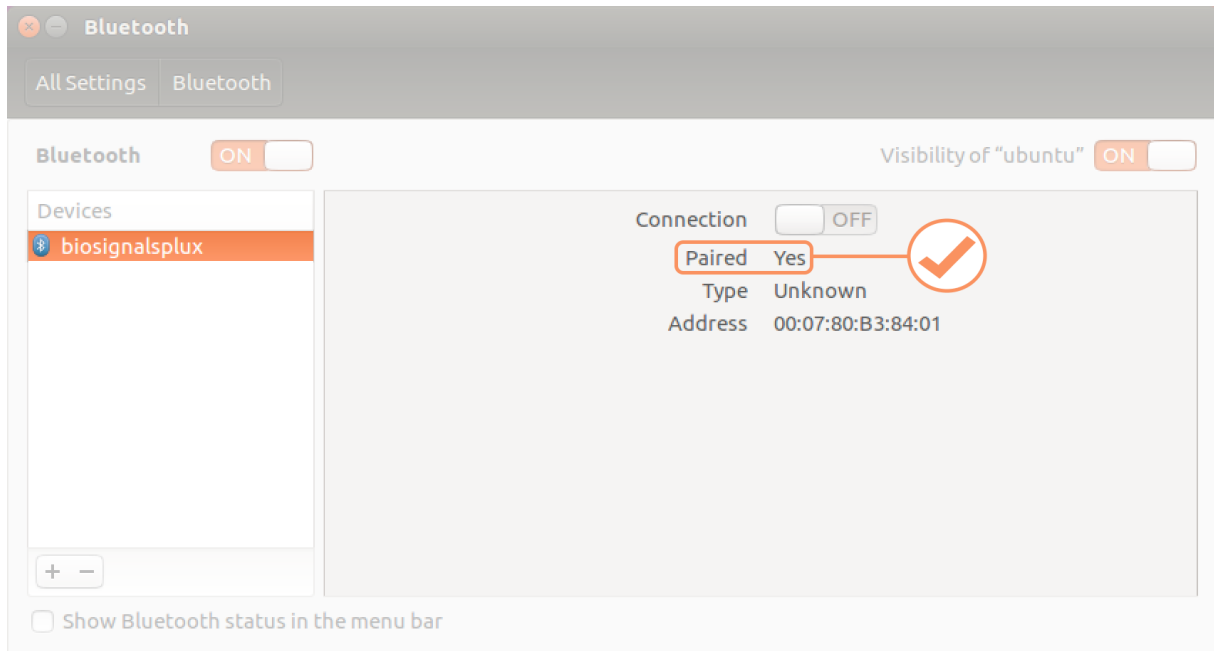 Bluetooth
All Settings Bluetooth
Bluetooth ON
Visibility of “ubuntu” ON
Devices
biosignalsplux
Connection OFF
Paired Yes
Type Unknown
Address 00:07:80:B3:84:01
Show Bluetooth status in the menu bar